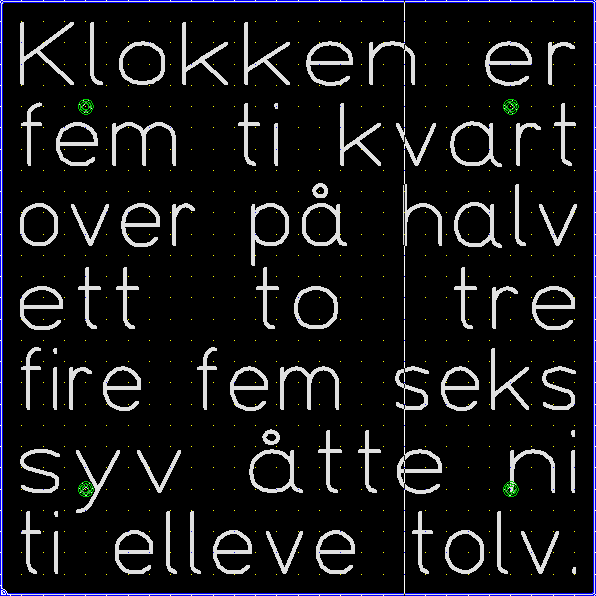 Klokken er
fem ti kvart
over på halv
ett to tre
fire fem seks
syv åtte ni
ti elleve tolv.